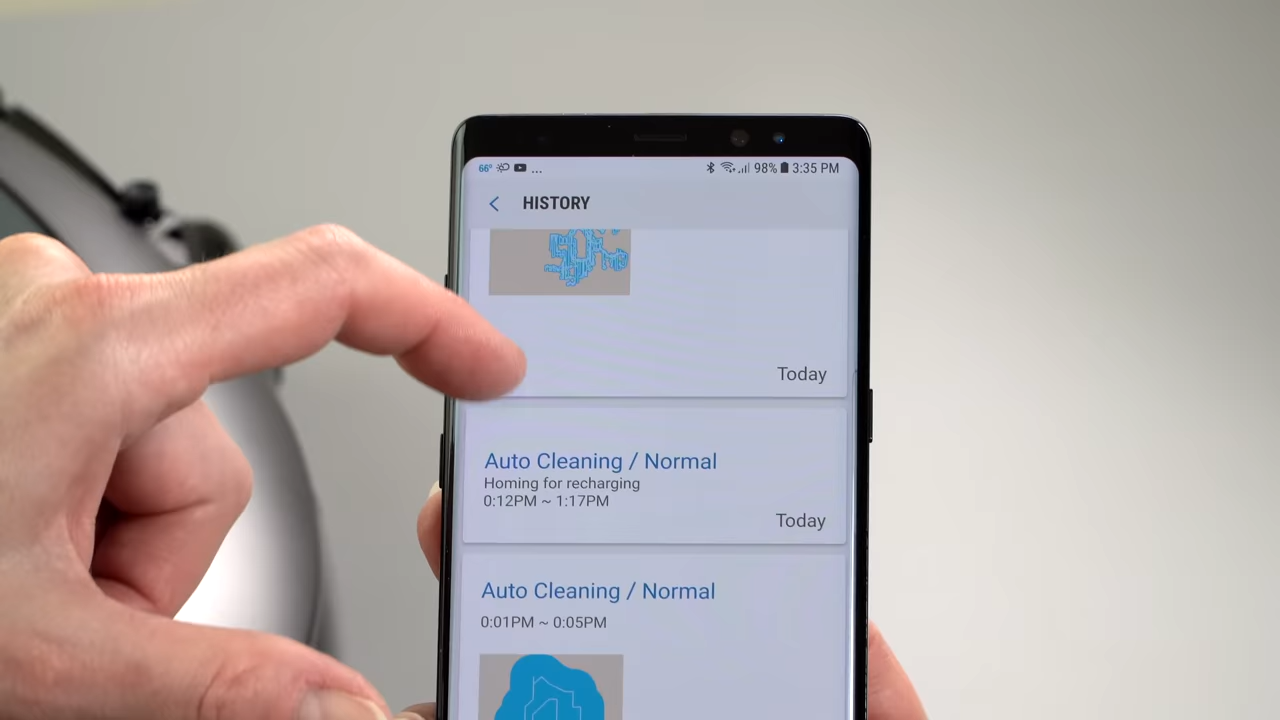 66° ... 98% 3:35 PM
HISTORY
Today
Auto Cleaning / Normal
Homing for recharging
0:12PM ~ 1:17PM
Today
Auto Cleaning / Normal
0:01PM ~ 0:05PM